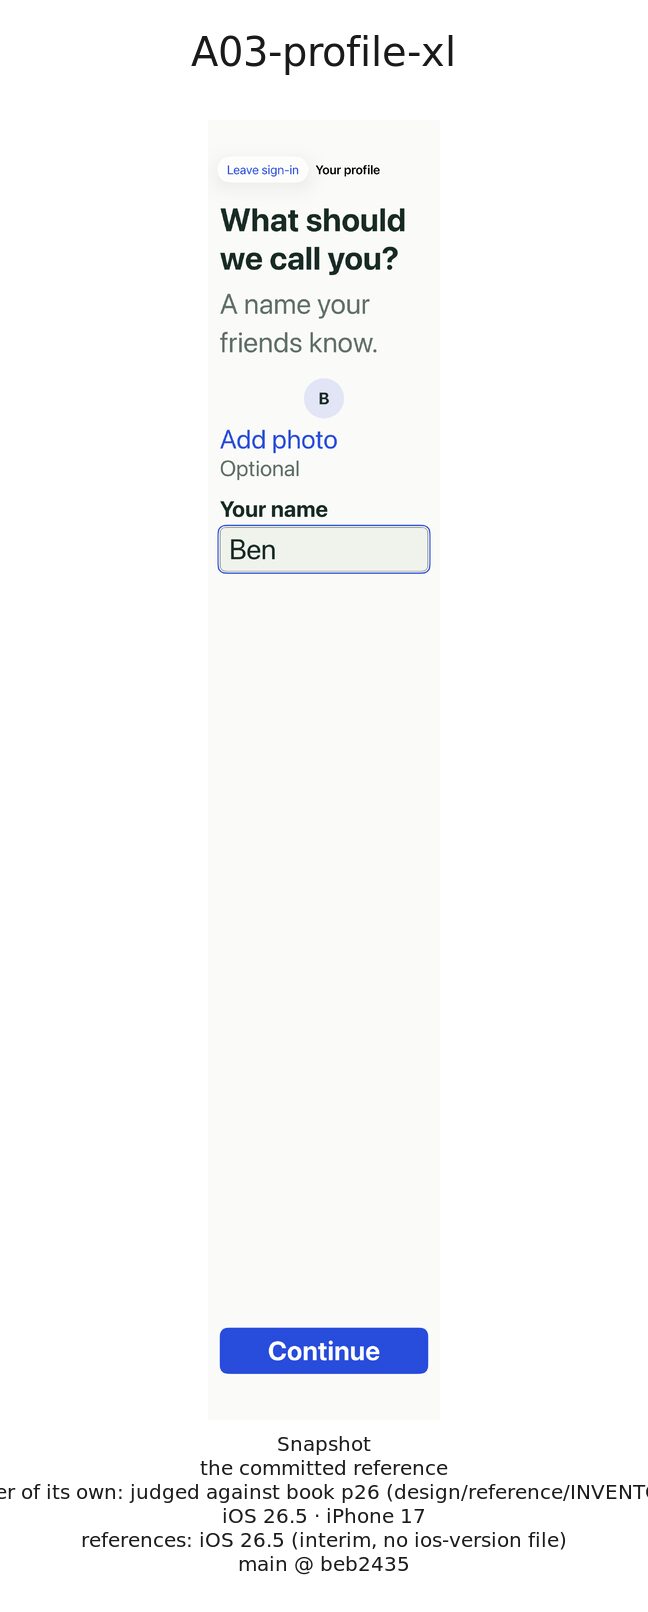 A03-profile-xl
Leave sign-in Your profile
What should
we call you?
A name your
friends know.
B
Add photo
Optional
Your name
Ben
Continue
Snapshot
the committed reference
of its own: judged against book p26 (design/reference/
iOS 26.5 · iPhone 17
references: iOS 26.5 (interim, no ios-version file)
main @ beb2435